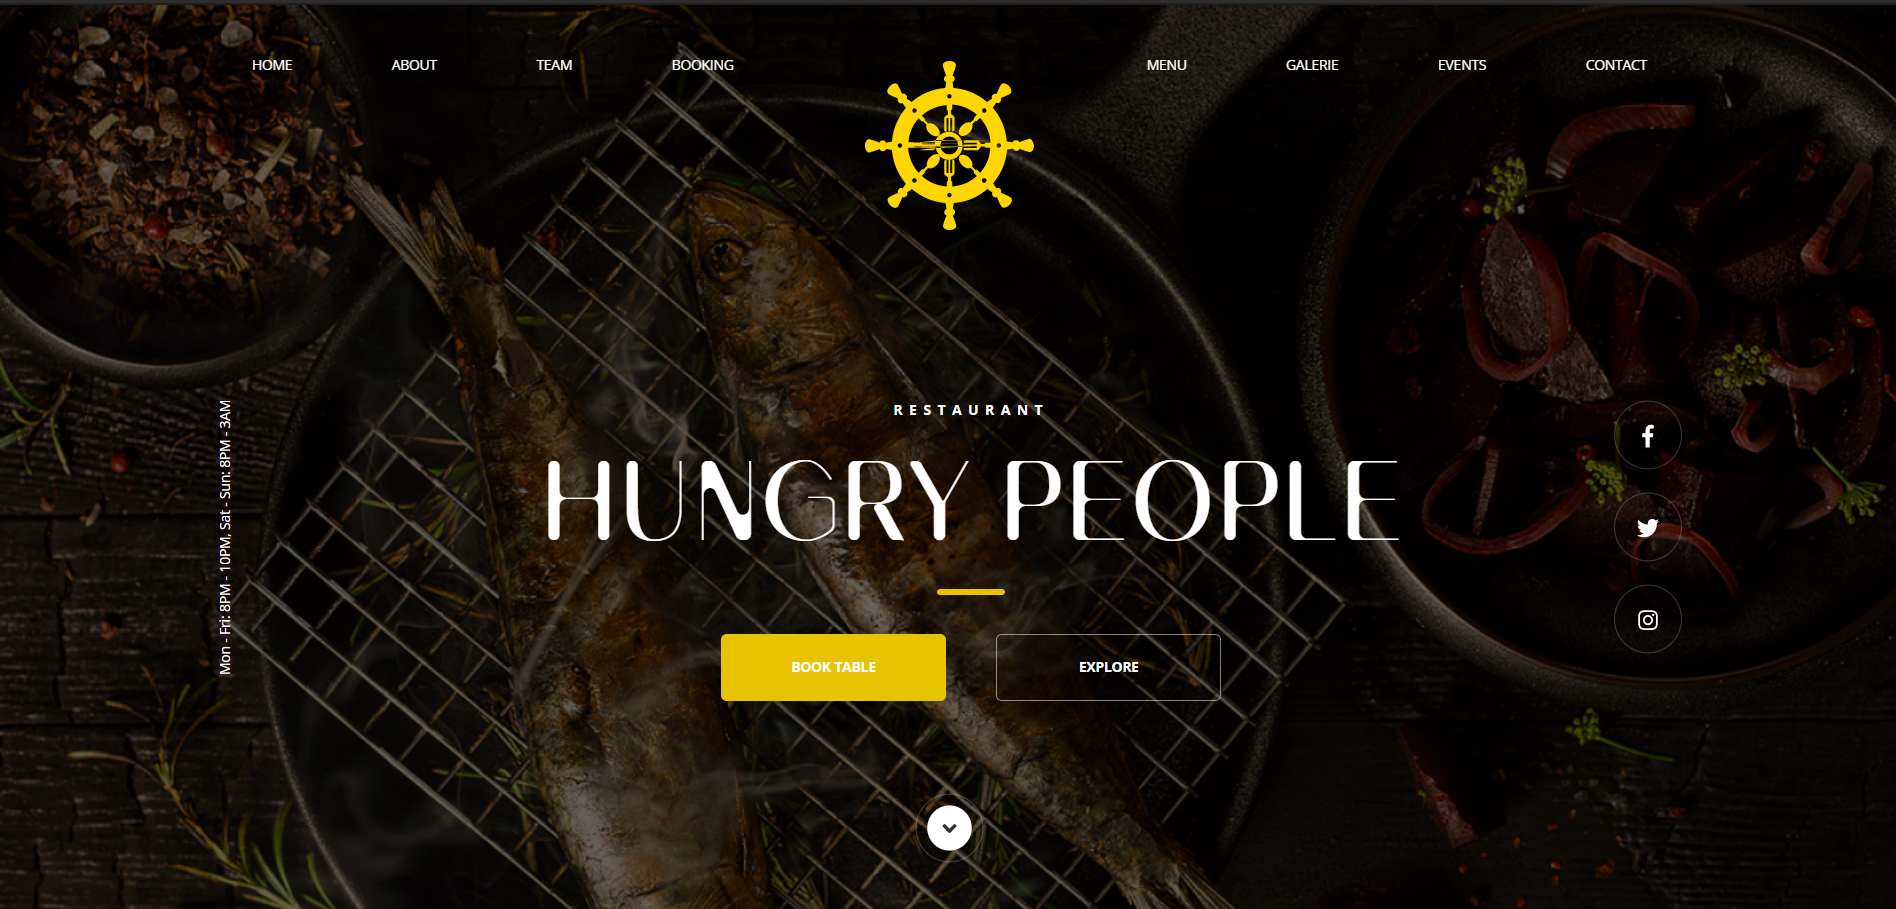 HOME
ABOUT
TEAM
BOOKING
MENU
GALERIE
EVENTS
CONTACT
Mon - Fri: 8PM - 10PM, Sat - Sun: 8PM - 3AM
RESTAURANT
HUNGRY PEOPLE
BOOK TABLE
EXPLORE